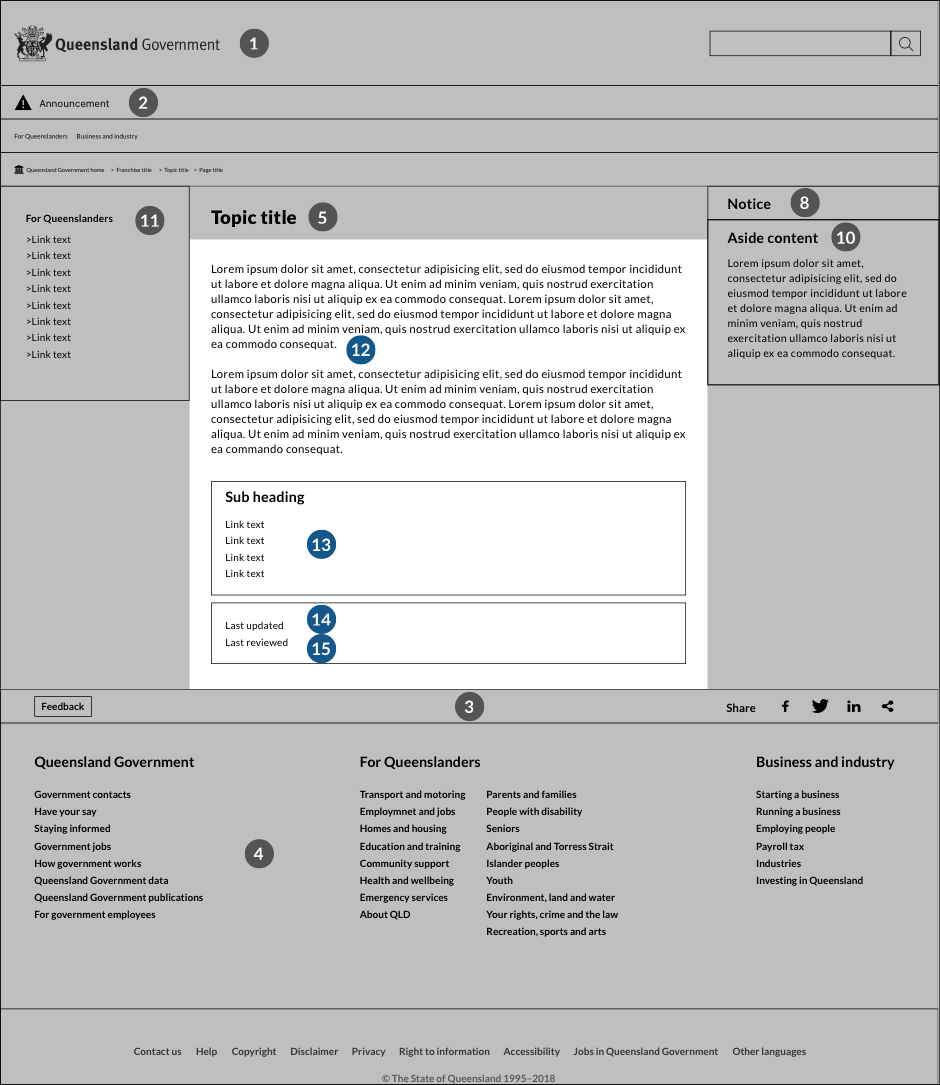 Queensland Government 1
2 Announcement
For Queenslanders Business and industry
Queensland Government home > Franchise title > Topic title > Page title
For Queenslanders 11
>Link text
>Link text
>Link text
>Link text
>Link text
>Link text
>Link text
>Link text
Topic title 5
Lorem ipsum dolor sit amet, consectetur adipisicing elit, sed do eiusmod tempor incididunt
ut labore et dolore magna aliqua. Ut enim ad minim veniam, quis nostrud exercitation
ullamco laboris nisi ut aliquip ex ea commodo consequat. Lorem ipsum dolor sit amet,
consectetur adipisicing elit, sed do eiusmod tempor incididunt ut labore et dolore magna
aliqua. Ut enim ad minim veniam, quis nostrud exercitation ullamco laboris nisi ut aliquip ex
ea commodo consequat. 12
Lorem ipsum dolor sit amet, consectetur adipisicing elit, sed do eiusmod tempor incididunt
ut labore et dolore magna aliqua. Ut enim ad minim veniam, quis nostrud exercitation
ullamco laboris nisi ut aliquip ex ea commodo consequat. Lorem ipsum dolor sit amet,
consectetur adipisicing elit, sed do eiusmod tempor incididunt ut labore et dolore magna
aliqua. Ut enim ad minim veniam, quis nostrud exercitation ullamco laboris nisi ut aliquip ex
ea commando consequat.
Sub heading
Link text
Link text
Link text
Link text
13
Last updated 14
Last reviewed 15
Notice 8
Aside content 10
Lorem ipsum dolor sit amet,
consectetur adipisicing elit, sed do
eiusmod tempor incididunt ut labore
et dolore magna aliqua. Ut enim ad
minim veniam, quis nostrud
exercitation ullamco laboris nisi ut
aliquip ex ea commodo consequat.
Feedback 3 Share
Queensland Government
Government contacts
Have your say
Staying informed
Government jobs
How government works
Queensland Government data
Queensland Government publications
For government employees
4
For Queenslanders
Transport and motoring
Employmnet and jobs
Homes and housing
Education and training
Community support
Health and wellbeing
Emergency services
About QLD
Parents and families
People with disability
Seniors
Aboriginal and Torress Strait
Islander peoples
Youth
Environment, land and water
Your rights, crime and the law
Recreation, sports and arts
Business and industry
Starting a business
Running a business
Employing people
Payroll tax
Industries
Investing in Queensland
Contact us Help Copyright Disclaimer Privacy Right to information Accessibility Jobs in Queensland Government Other languages
© The State of Queensland 1995–2018